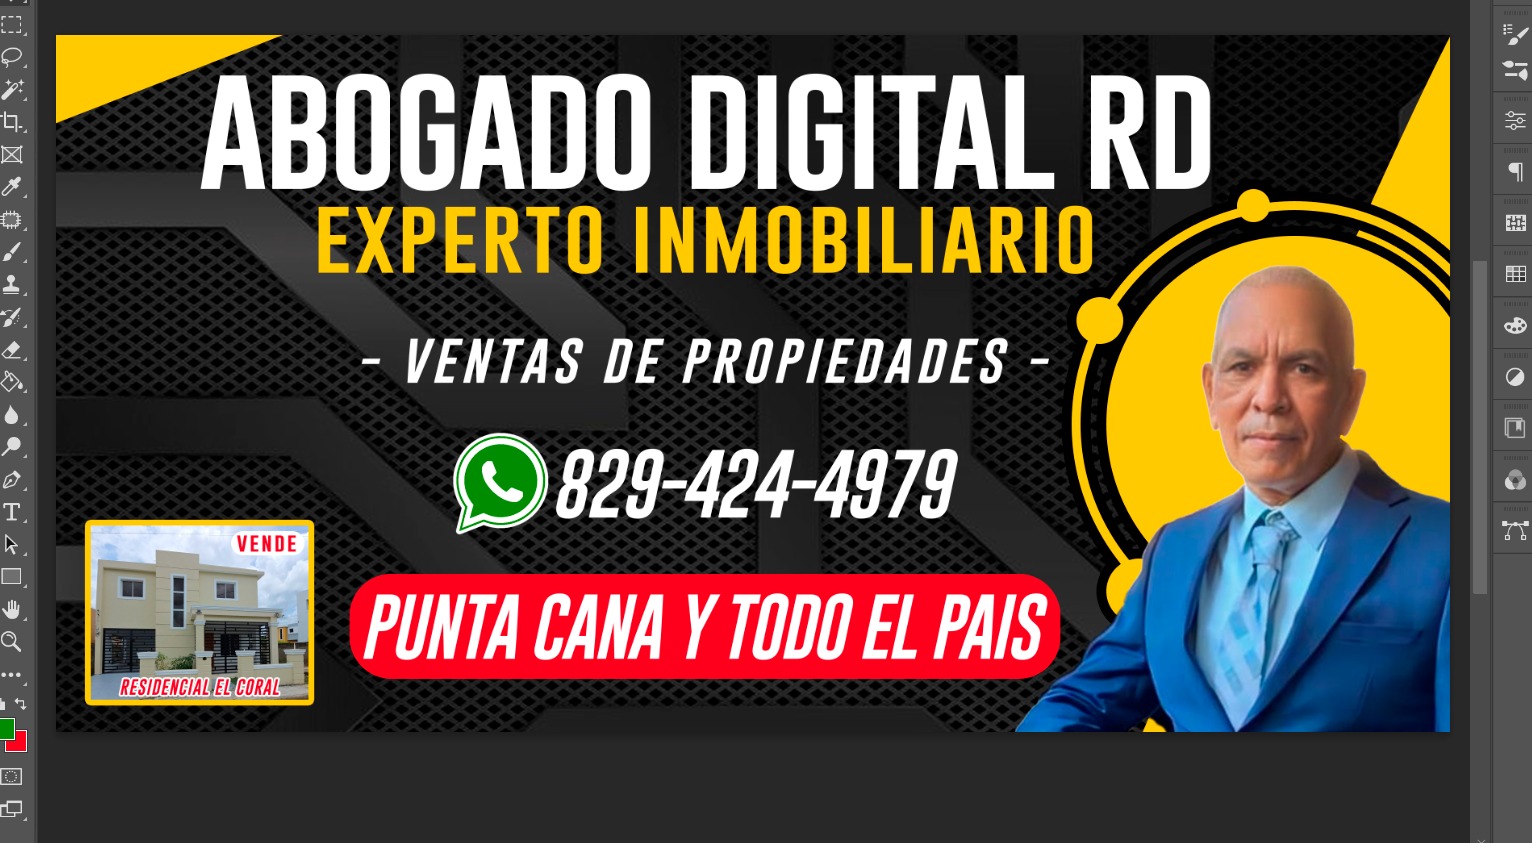 ABOGADO DIGITAL RD
EXPERTO INMOBILIARIO
- VENTAS DE PROPIEDADES -
829-424-4979
VENDE
RESIDENCIAL EL CORAL
PUNTA CANA Y TODO EL PAIS